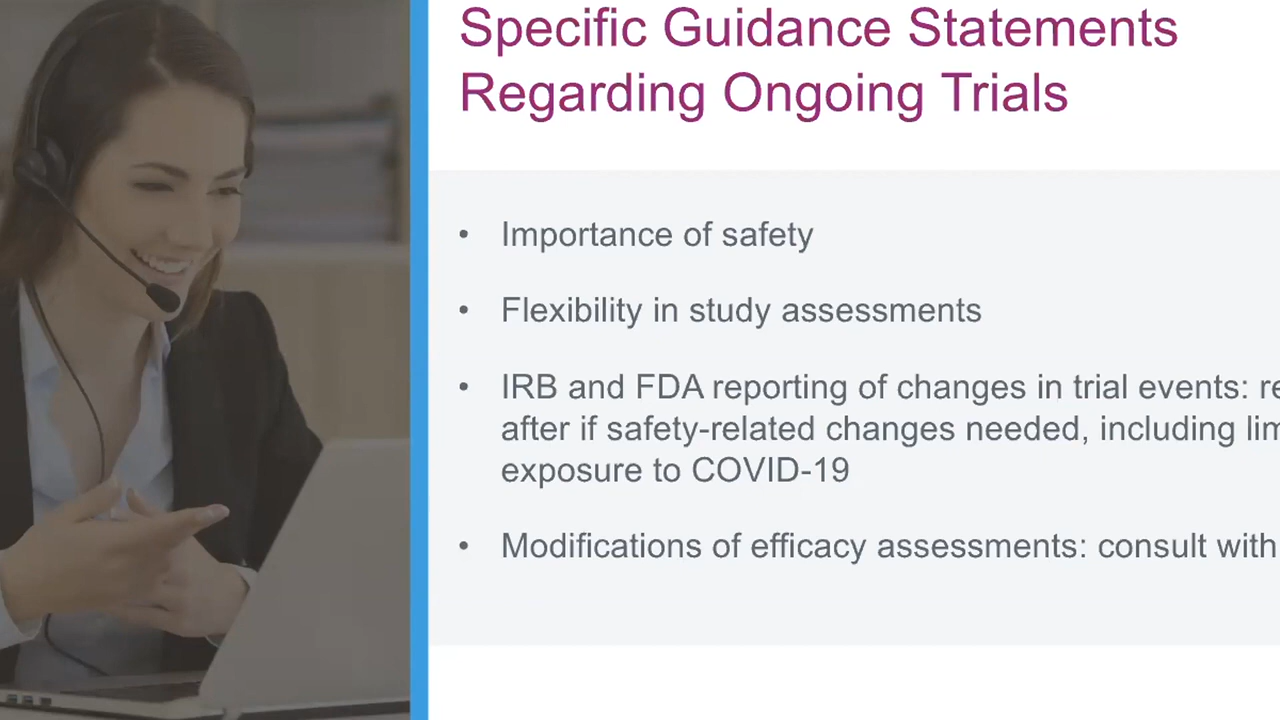 Specific Guidance Statements
Regarding Ongoing Trials
• Importance of safety
• Flexibility in study assessments
• IRB and FDA reporting of changes in trial events:
after if safety-related changes needed, including
exposure to COVID-19
• Modifications of efficacy assessments: consult with